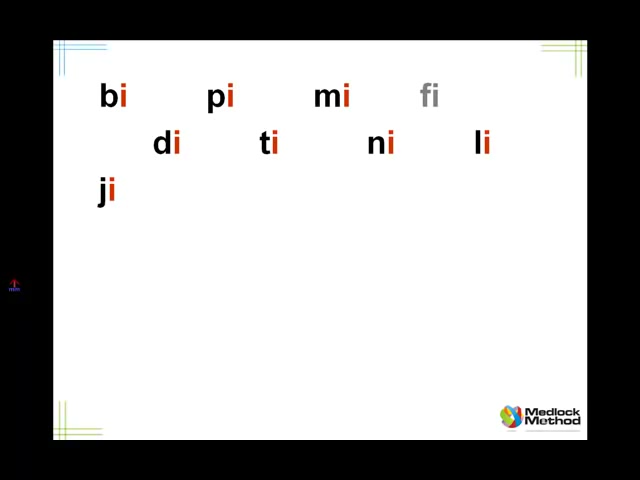 bi pi mi fi
di ti ni li
ji
Medlock
Method